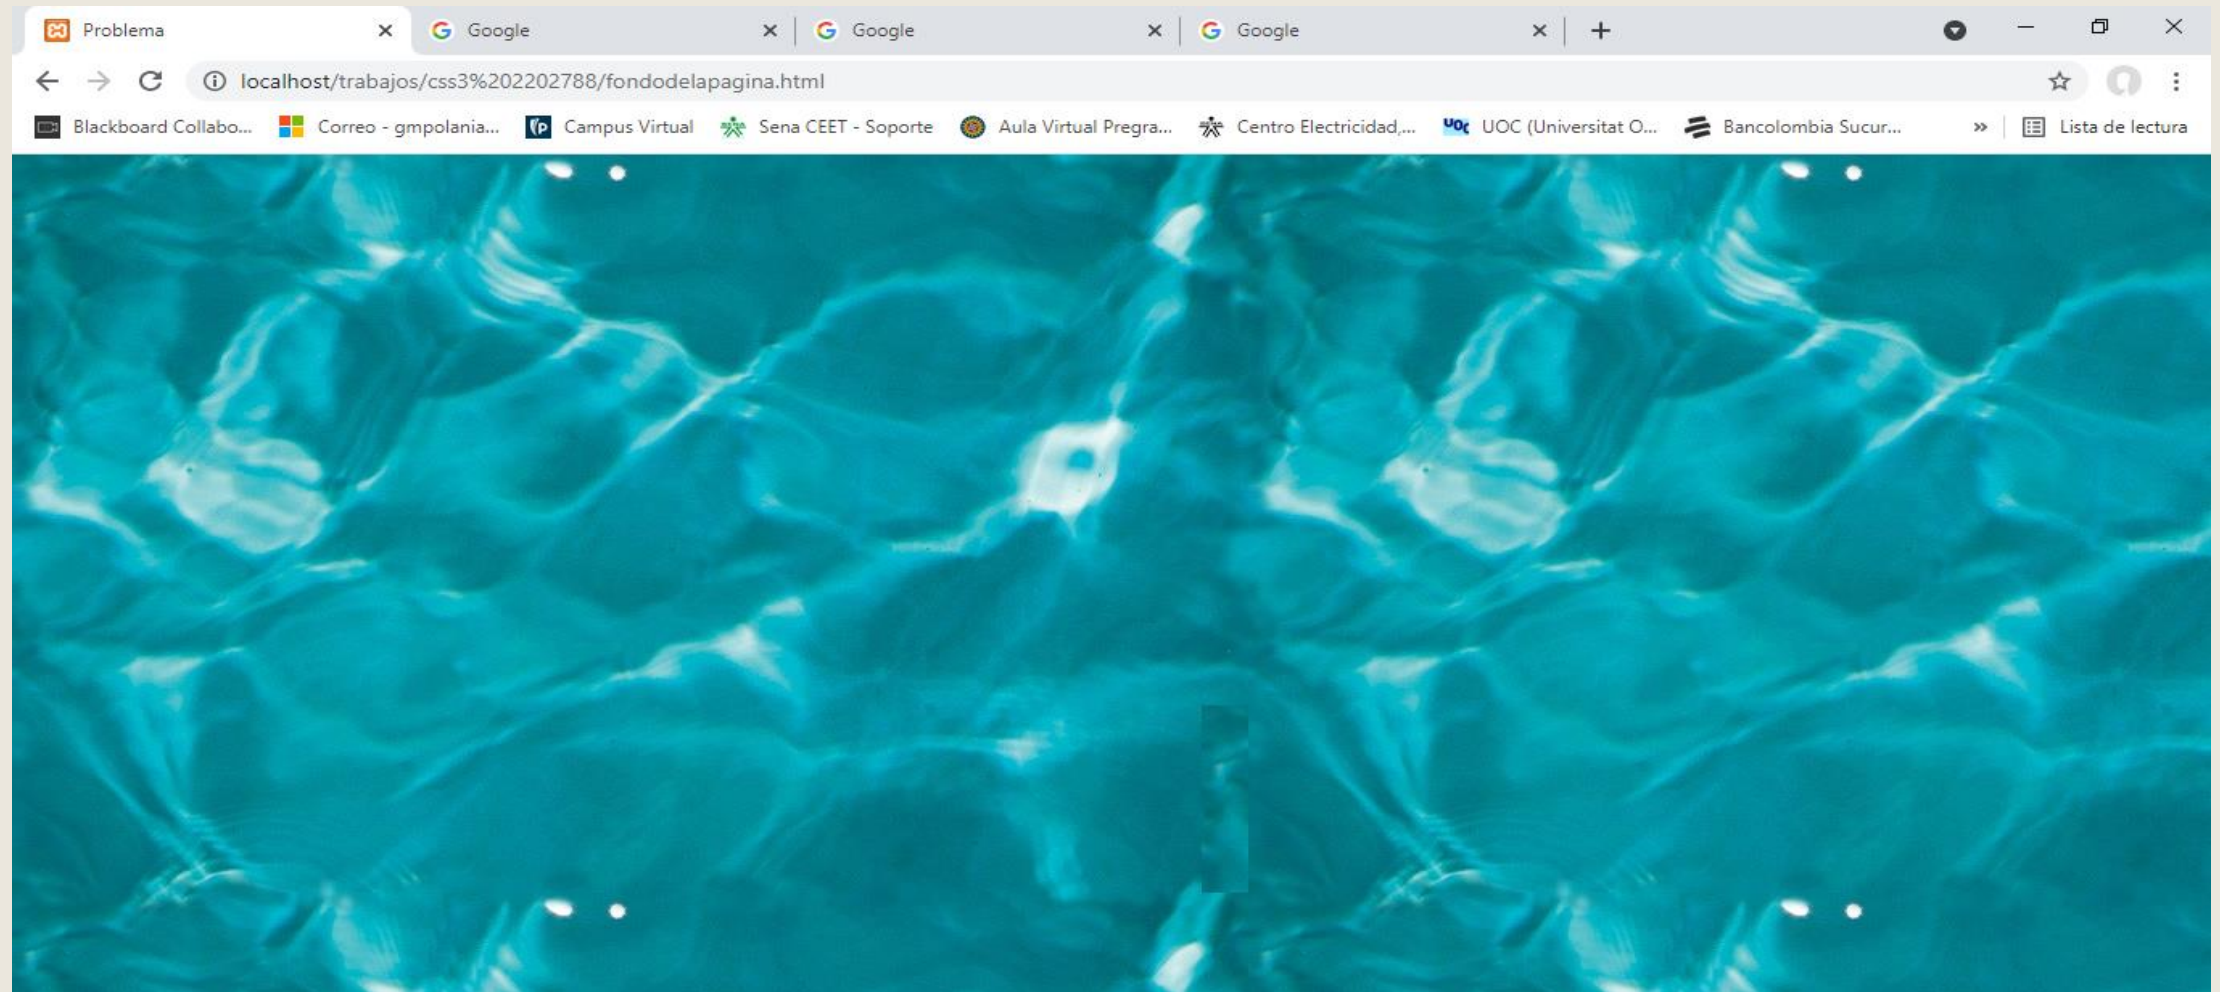 Problema Google Google Google
localhost/trabajos/css3%202202788/fondodelapagina.html
Blackboard Collabo... Correo - gmpolania... Campus Virtual Sena CEET - Soporte Aula Virtual Pregra... Centro Electricidad,... UOC UOC (Universitat O... Bancolombia Sucur... » Lista de lectura